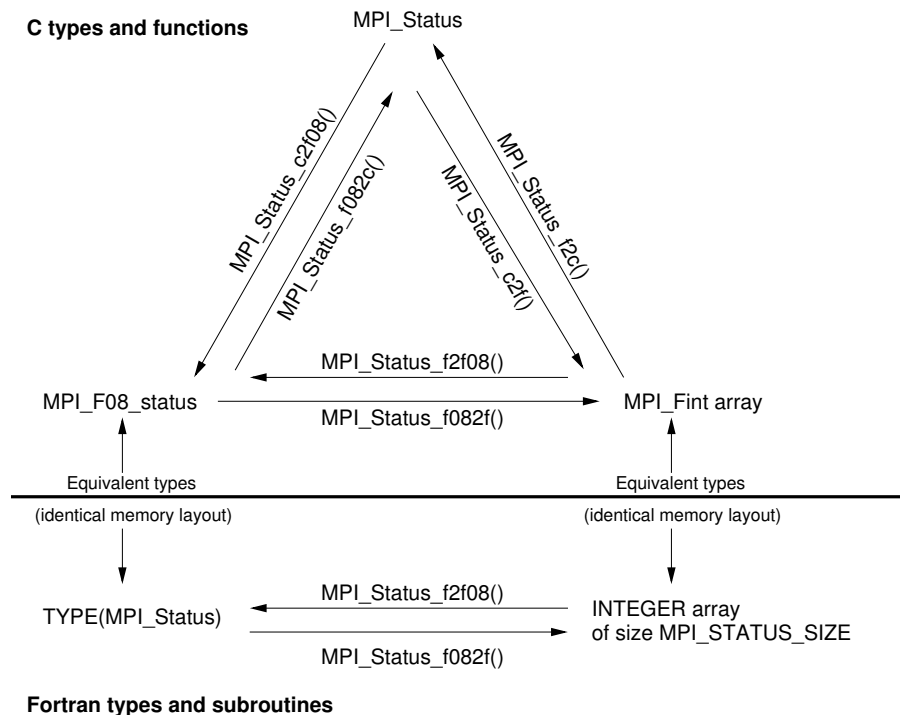 MPI_Status
C types and functions
MPI_Status_c2f08()
MPI_Status_f082c()
MPI_Status_c2f()
MPI_Status_f2c()
MPI_Status_f2f08()
MPI_F08_status
MPI_Fint array
MPI_Status_f082f()
Equivalent types
Equivalent types
(identical memory layout)
(identical memory layout)
MPI_Status_f2f08()
TYPE(MPI_Status)
INTEGER array
of size MPI_STATUS_SIZE
MPI_Status_f082f()
Fortran types and subroutines